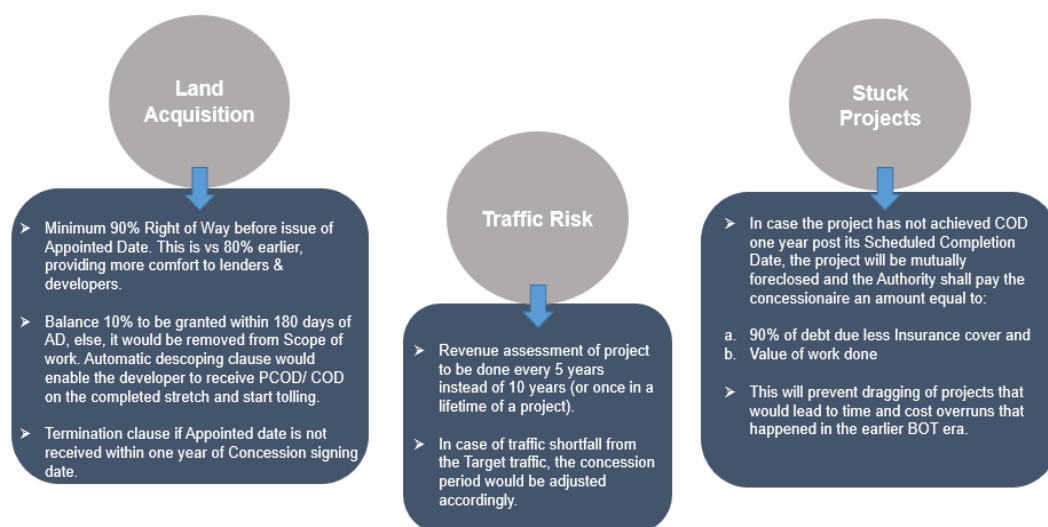 Land
Acquisition
➢ Minimum 90% Right of Way before issue of
Appointed Date. This is vs 80% earlier,
providing more comfort to lenders &
developers.
➢ Balance 10% to be granted within 180 days of
AD, else, it would be removed from Scope of
work. Automatic descoping clause would
enable the developer to receive PCOD/ COD
on the completed stretch and start tolling.
➢ Termination clause if Appointed date is not
received within one year of Concession signing
date.
Traffic Risk
➢ Revenue assessment of project
to be done every 5 years
instead of 10 years (or once in a
lifetime of a project).
➢ In case of traffic shortfall from
the Target traffic, the concession
period would be adjusted
accordingly.
Stuck
Projects
➢ In case the project has not achieved COD
one year post its Scheduled Completion
Date, the project will be mutually
foreclosed and the Authority shall pay the
concessionaire an amount equal to:
a. 90% of debt due less Insurance cover and
b. Value of work done
➢ This will prevent dragging of projects that
would lead to time and cost overruns that
happened in the earlier BOT era.